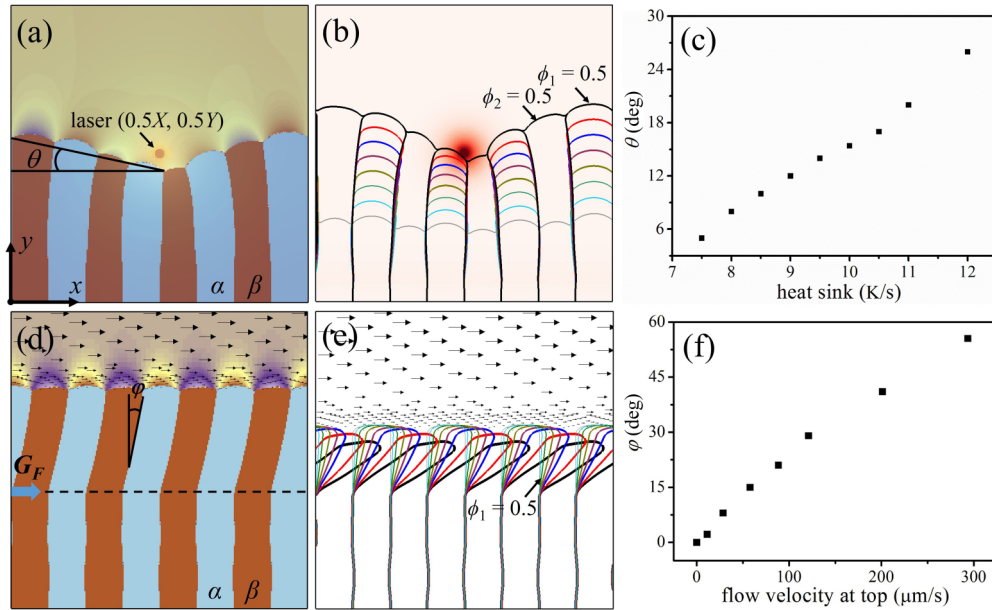 (a)
laser (0.5X, 0.5Y)
θ
y
x
α
β
(b)
ϕ₁ = 0.5
ϕ₂ = 0.5
(c)
30
24
18
12
6
θ (deg)
7
8
9
10
11
12
heat sink (K/s)
(d)
φ
G_F
α
β
(e)
ϕ₁ = 0.5
(f)
60
45
30
15
0
φ (deg)
0
100
200
300
flow velocity at top (μm/s)